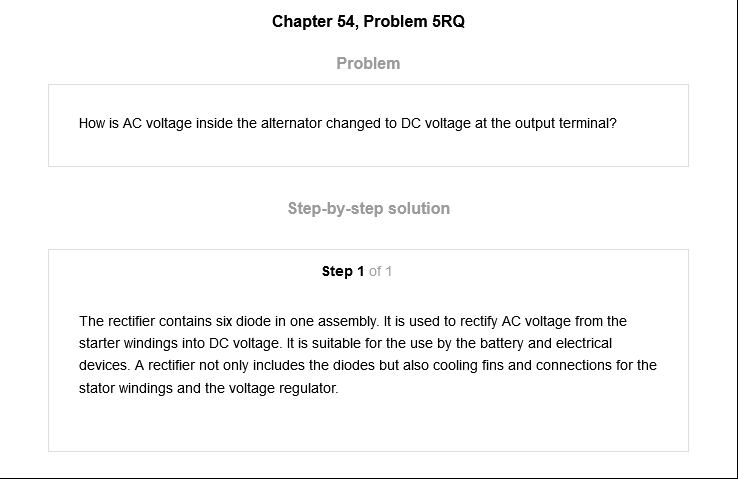 Chapter 54, Problem 5RQ
Problem
How is AC voltage inside the alternator changed to DC voltage at the output terminal?
Step-by-step solution
Step 1 of 1
The rectifier contains six diode in one assembly. It is used to rectify AC voltage from the
starter windings into DC voltage. It is suitable for the use by the battery and electrical
devices. A rectifier not only includes the diodes but also cooling fins and connections for the
stator windings and the voltage regulator.